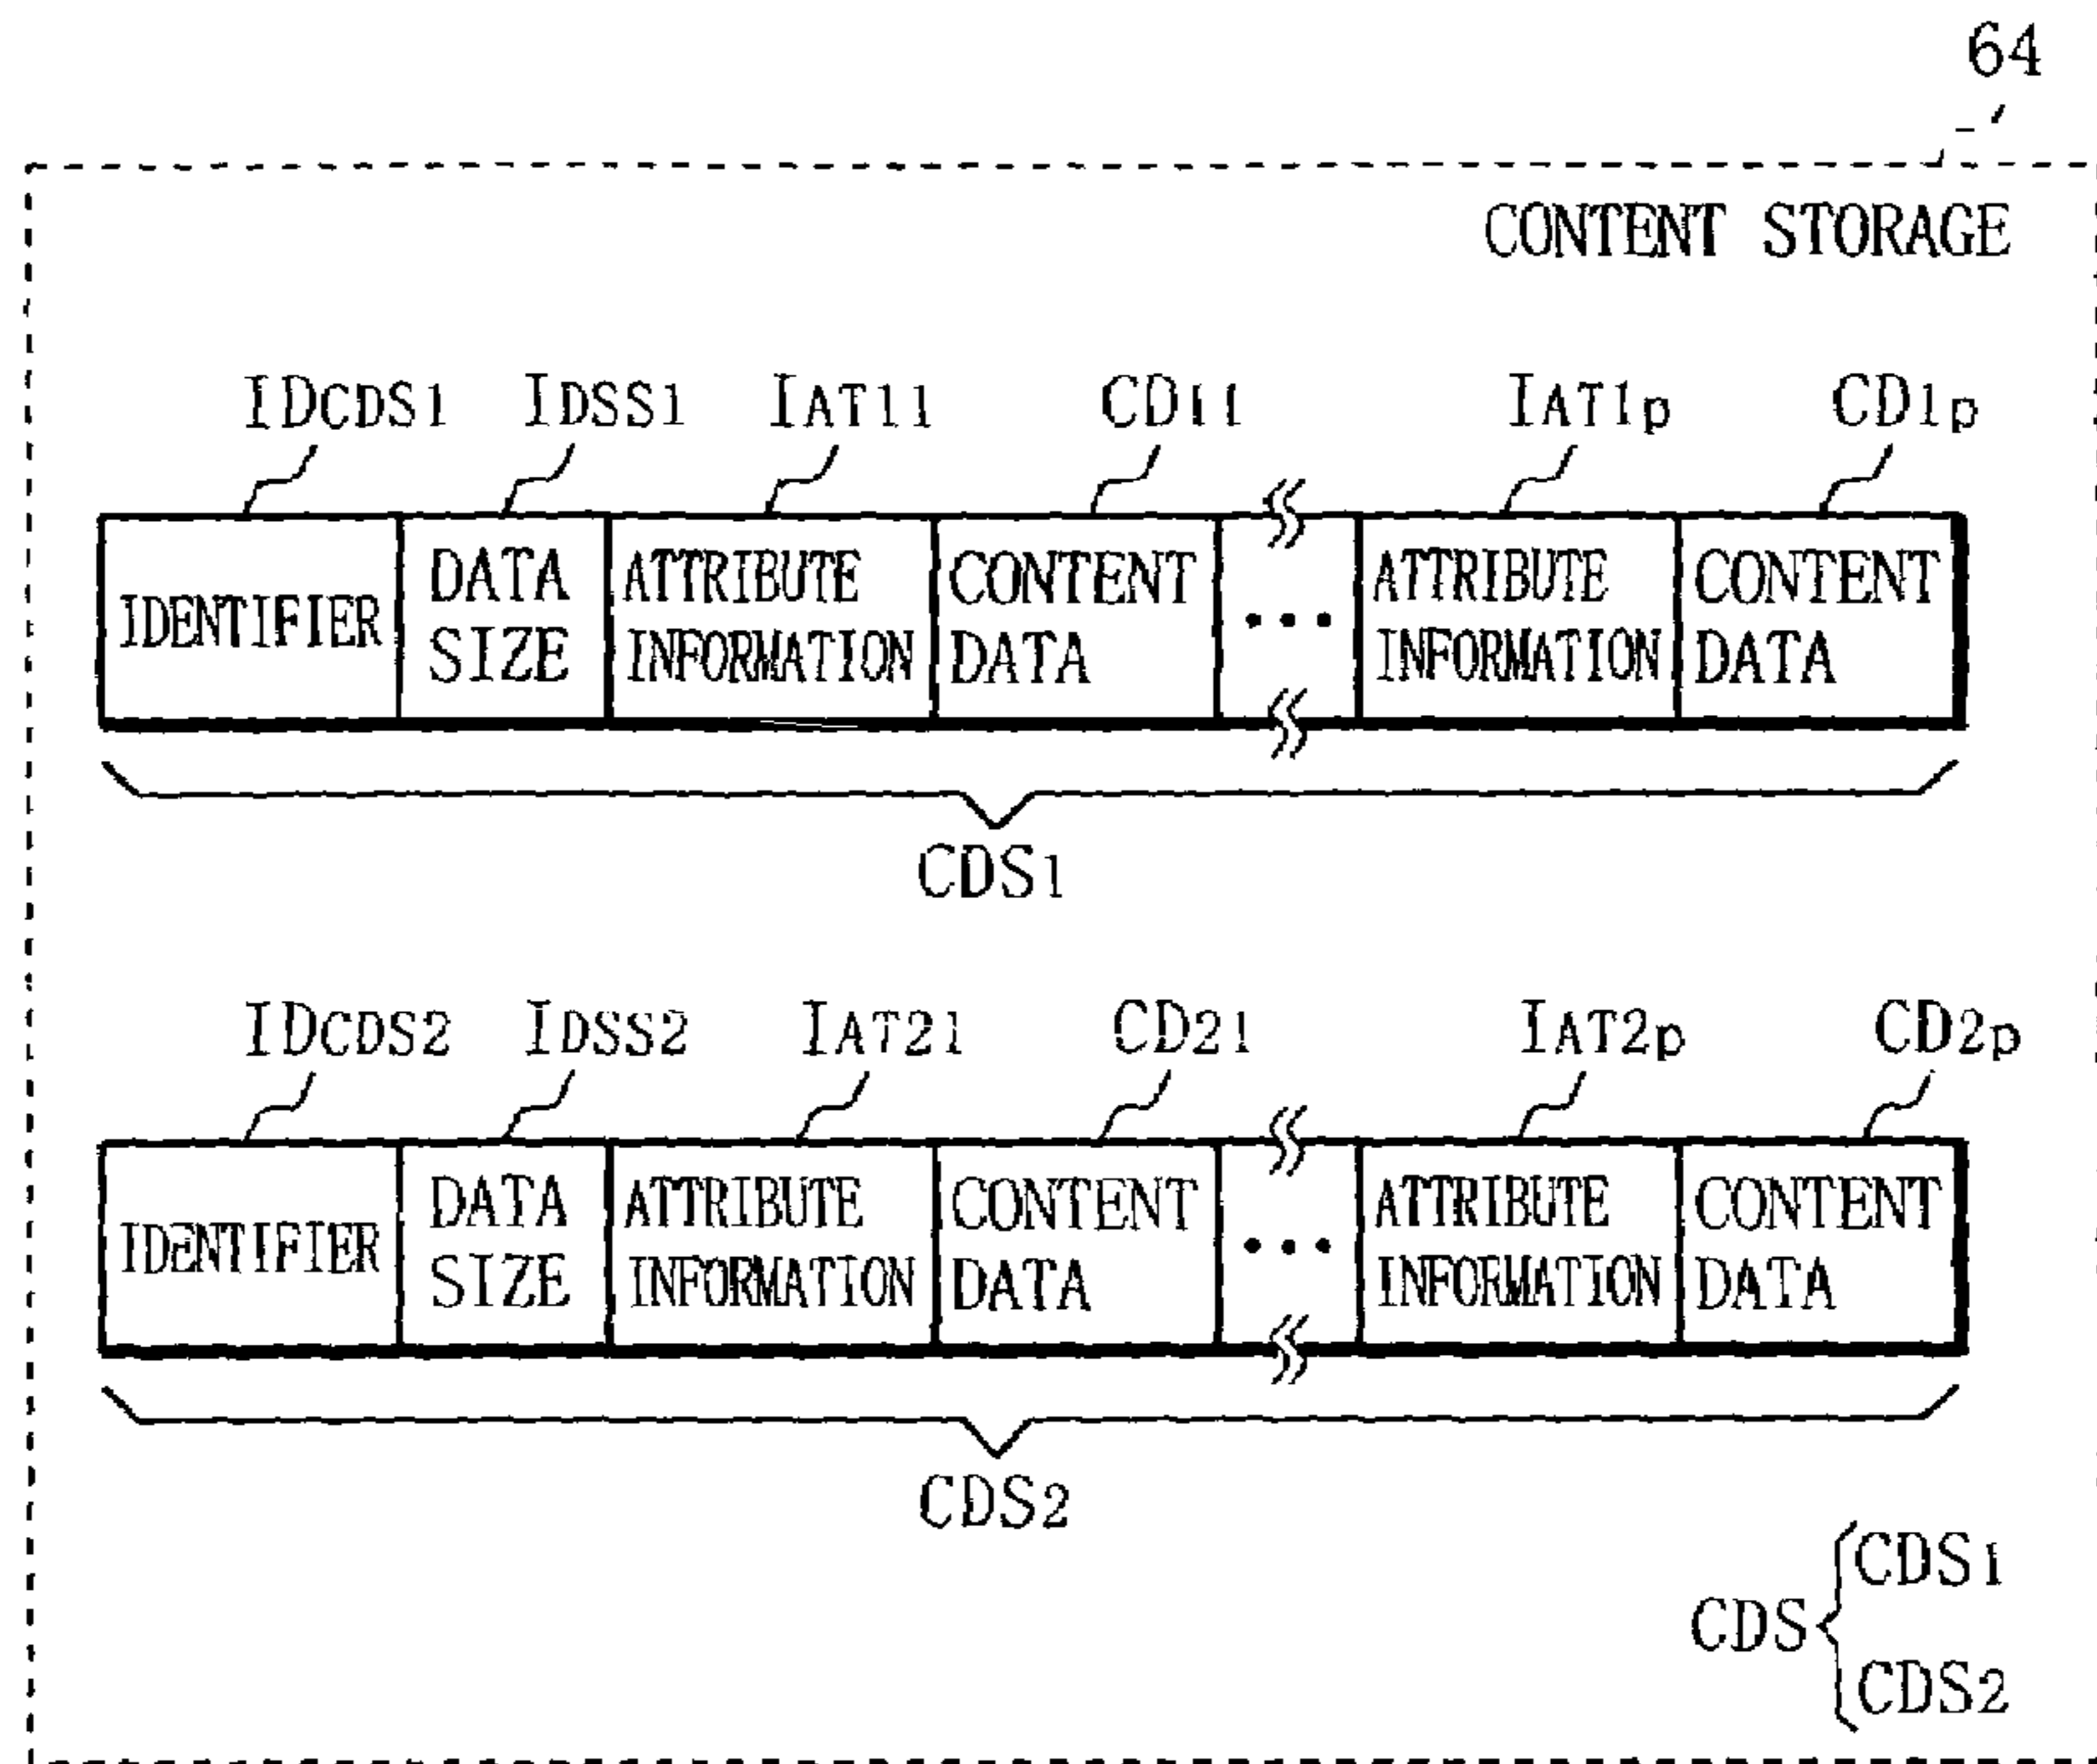 64
CONTENT STORAGE
IDCDS1 IDSS1 IAT11 CD11 IAT1p CD1p
IDENTIFIER DATA SIZE ATTRIBUTE INFORMATION CONTENT DATA ••• ATTRIBUTE INFORMATION CONTENT DATA
CDS1
IDCDS2 IDSS2 IAT21 CD21 IAT2p CD2p
IDENTIFIER DATA SIZE ATTRIBUTE INFORMATION CONTENT DATA ••• ATTRIBUTE INFORMATION CONTENT DATA
CDS2
CDS1
CDS
CDS2